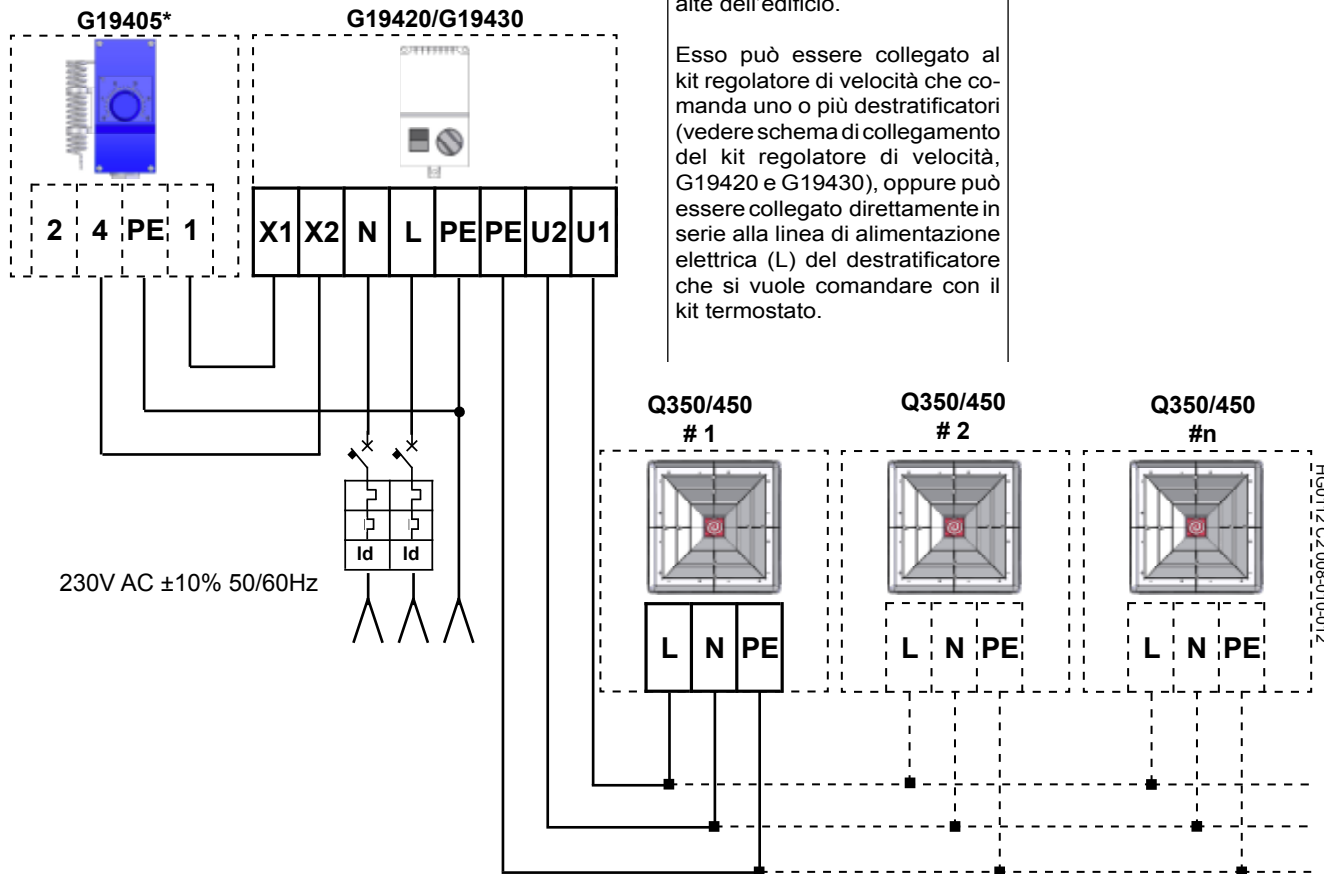 alte dell'edificio.
Esso può essere collegato al
kit regolatore di velocità che co-
manda uno o più destratificatori
(vedere schema di collegamento
del kit regolatore di velocità,
G19420 e G19430), oppure può
essere collegato direttamente in
serie alla linea di alimentazione
elettrica (L) del destratificatore
che si vuole comandare con il
kit termostato.
G19405*
G19420/G19430
2 4 PE 1
X1 X2 N L PE PE U2 U1
Id Id
230V AC ±10% 50/60Hz
Q350/450
# 1
Q350/450
# 2
Q350/450
#n
L N PE
L N PE
L N PE